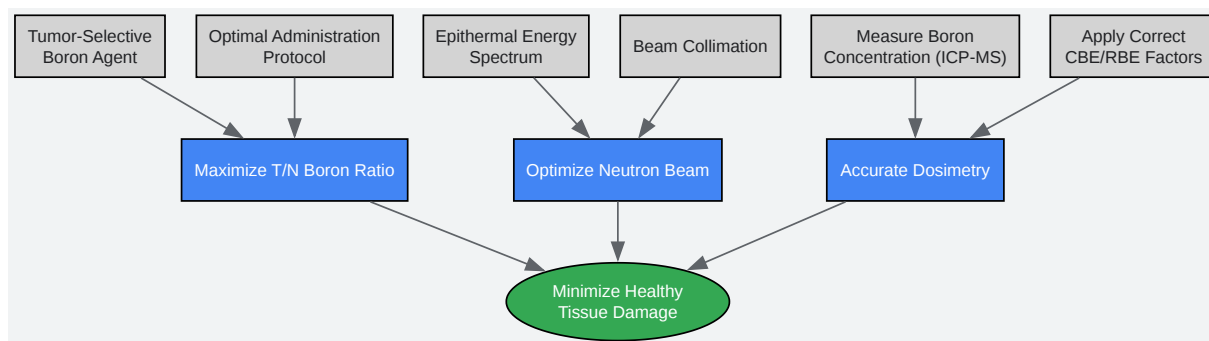 Tumor-Selective
Boron Agent
Optimal Administration
Protocol
Epithermal Energy
Spectrum
Beam Collimation
Measure Boron
Concentration (ICP-MS)
Apply Correct
CBE/RBE Factors
Maximize T/N Boron Ratio
Optimize Neutron Beam
Accurate Dosimetry
Minimize Healthy
Tissue Damage